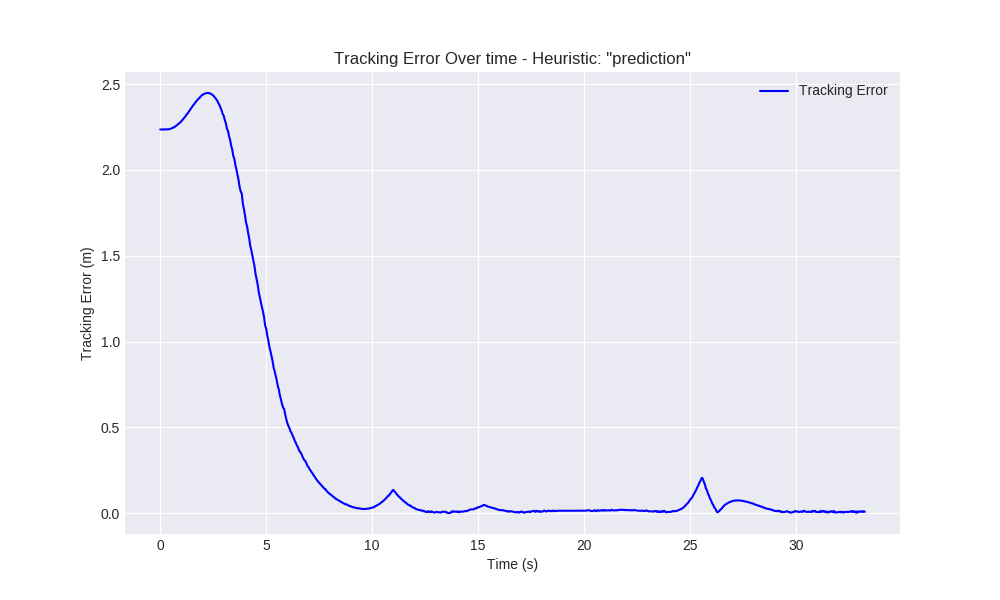 Tracking Error Over time - Heuristic: "prediction"
Tracking Error
2.5
2.0
1.5
1.0
0.5
0.0
Tracking Error (m)
0 5 10 15 20 25 30
Time (s)